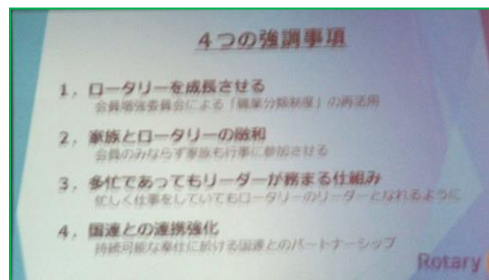 4つの強調事項
1, ロータリーを成長させる
会員増強委員会による「職業分類制度」の再活用
2, 家族とロータリーの融和
会員のみならず家族も行事に参加させる
3, 多忙であってもリーダーが務まる仕組み
忙しく仕事をしていてもロータリーのリーダーとなれるように
4, 国連との連携強化
持続可能な奉仕に於ける国連とのパートナーシップ
Rotary